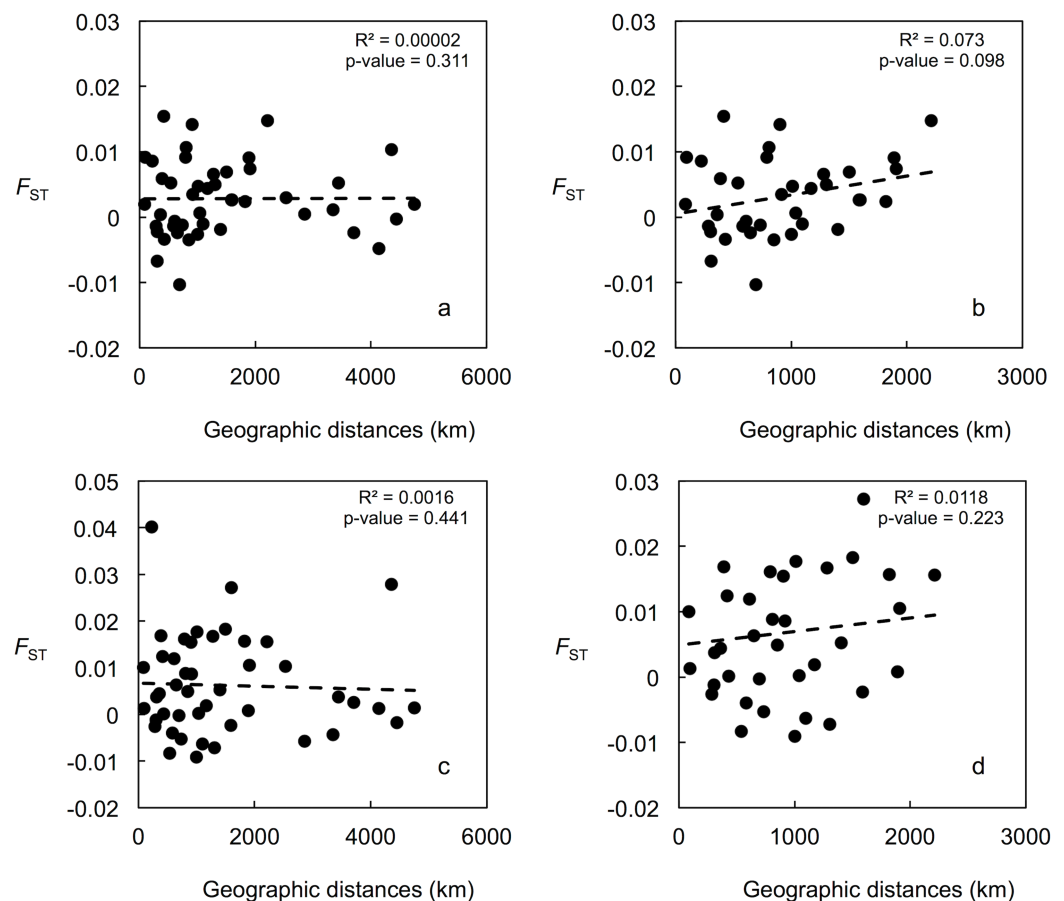 0.03
0.02
0.01
0
-0.01
-0.02
FST
R² = 0.00002
p-value = 0.311
a
0
2000
4000
6000
Geographic distances (km)
0.03
0.02
0.01
0
-0.01
-0.02
FST
R² = 0.073
p-value = 0.098
b
0
1000
2000
3000
Geographic distances (km)
0.05
0.04
0.03
0.02
0.01
0
-0.01
-0.02
FST
R² = 0.0016
p-value = 0.441
c
0
2000
4000
6000
Geographic distances (km)
0.03
0.02
0.01
0
-0.01
-0.02
FST
R² = 0.0118
p-value = 0.223
d
0
1000
2000
3000
Geographic distances (km)